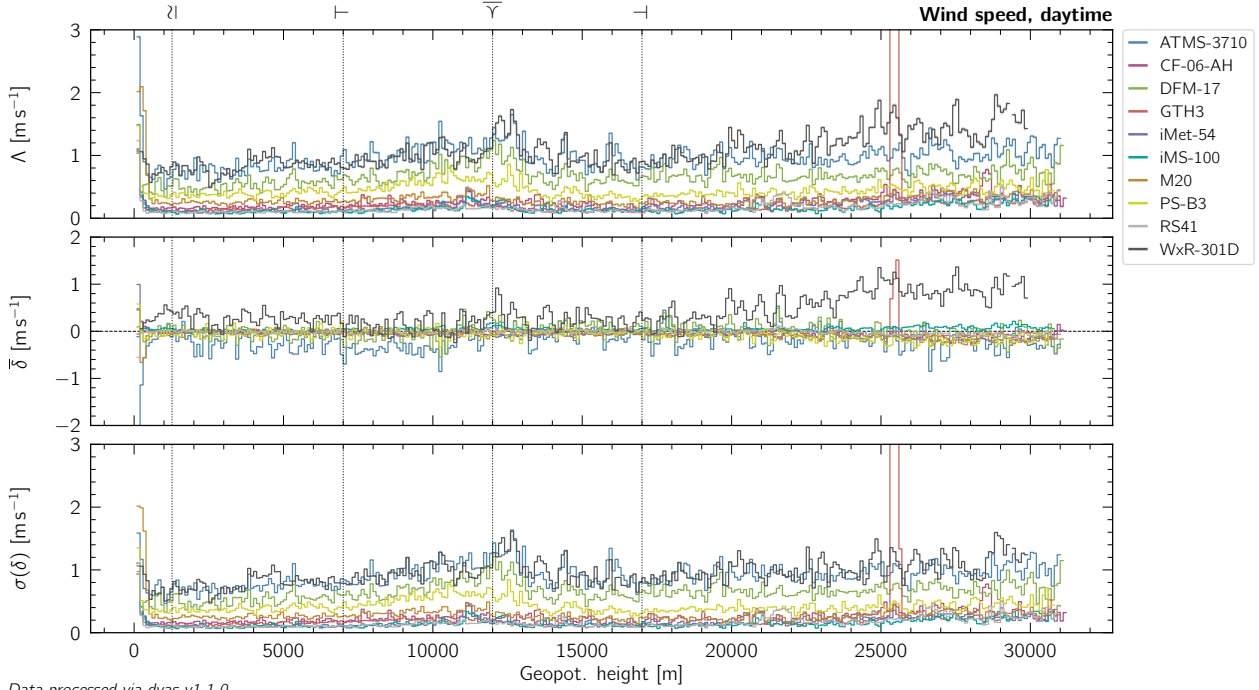 Wind speed, daytime
3
2
1
0
Λ [m s⁻¹]
ATMS-3710
CF-06-AH
DFM-17
GTH3
iMet-54
iMS-100
M20
PS-B3
RS41
WxR-301D
2
1
0
−1
−2
δ̅ [m s⁻¹]
3
2
1
0
σ(δ) [m s⁻¹]
0 5000 10000 15000 20000 25000 30000
Geopot. height [m]